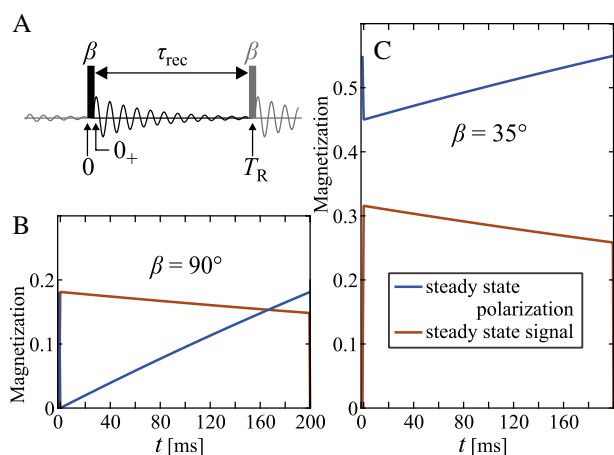 A
β
τrec
β
0
0+
TR
B
Magnetization
0.2
0.1
0
β = 90°
0 40 80 120 160 200
t [ms]
C
Magnetization
0.5
0.4
0.3
0.2
0.1
0
β = 35°
steady state
polarization
steady state signal
0 40 80 120 160
t [ms]